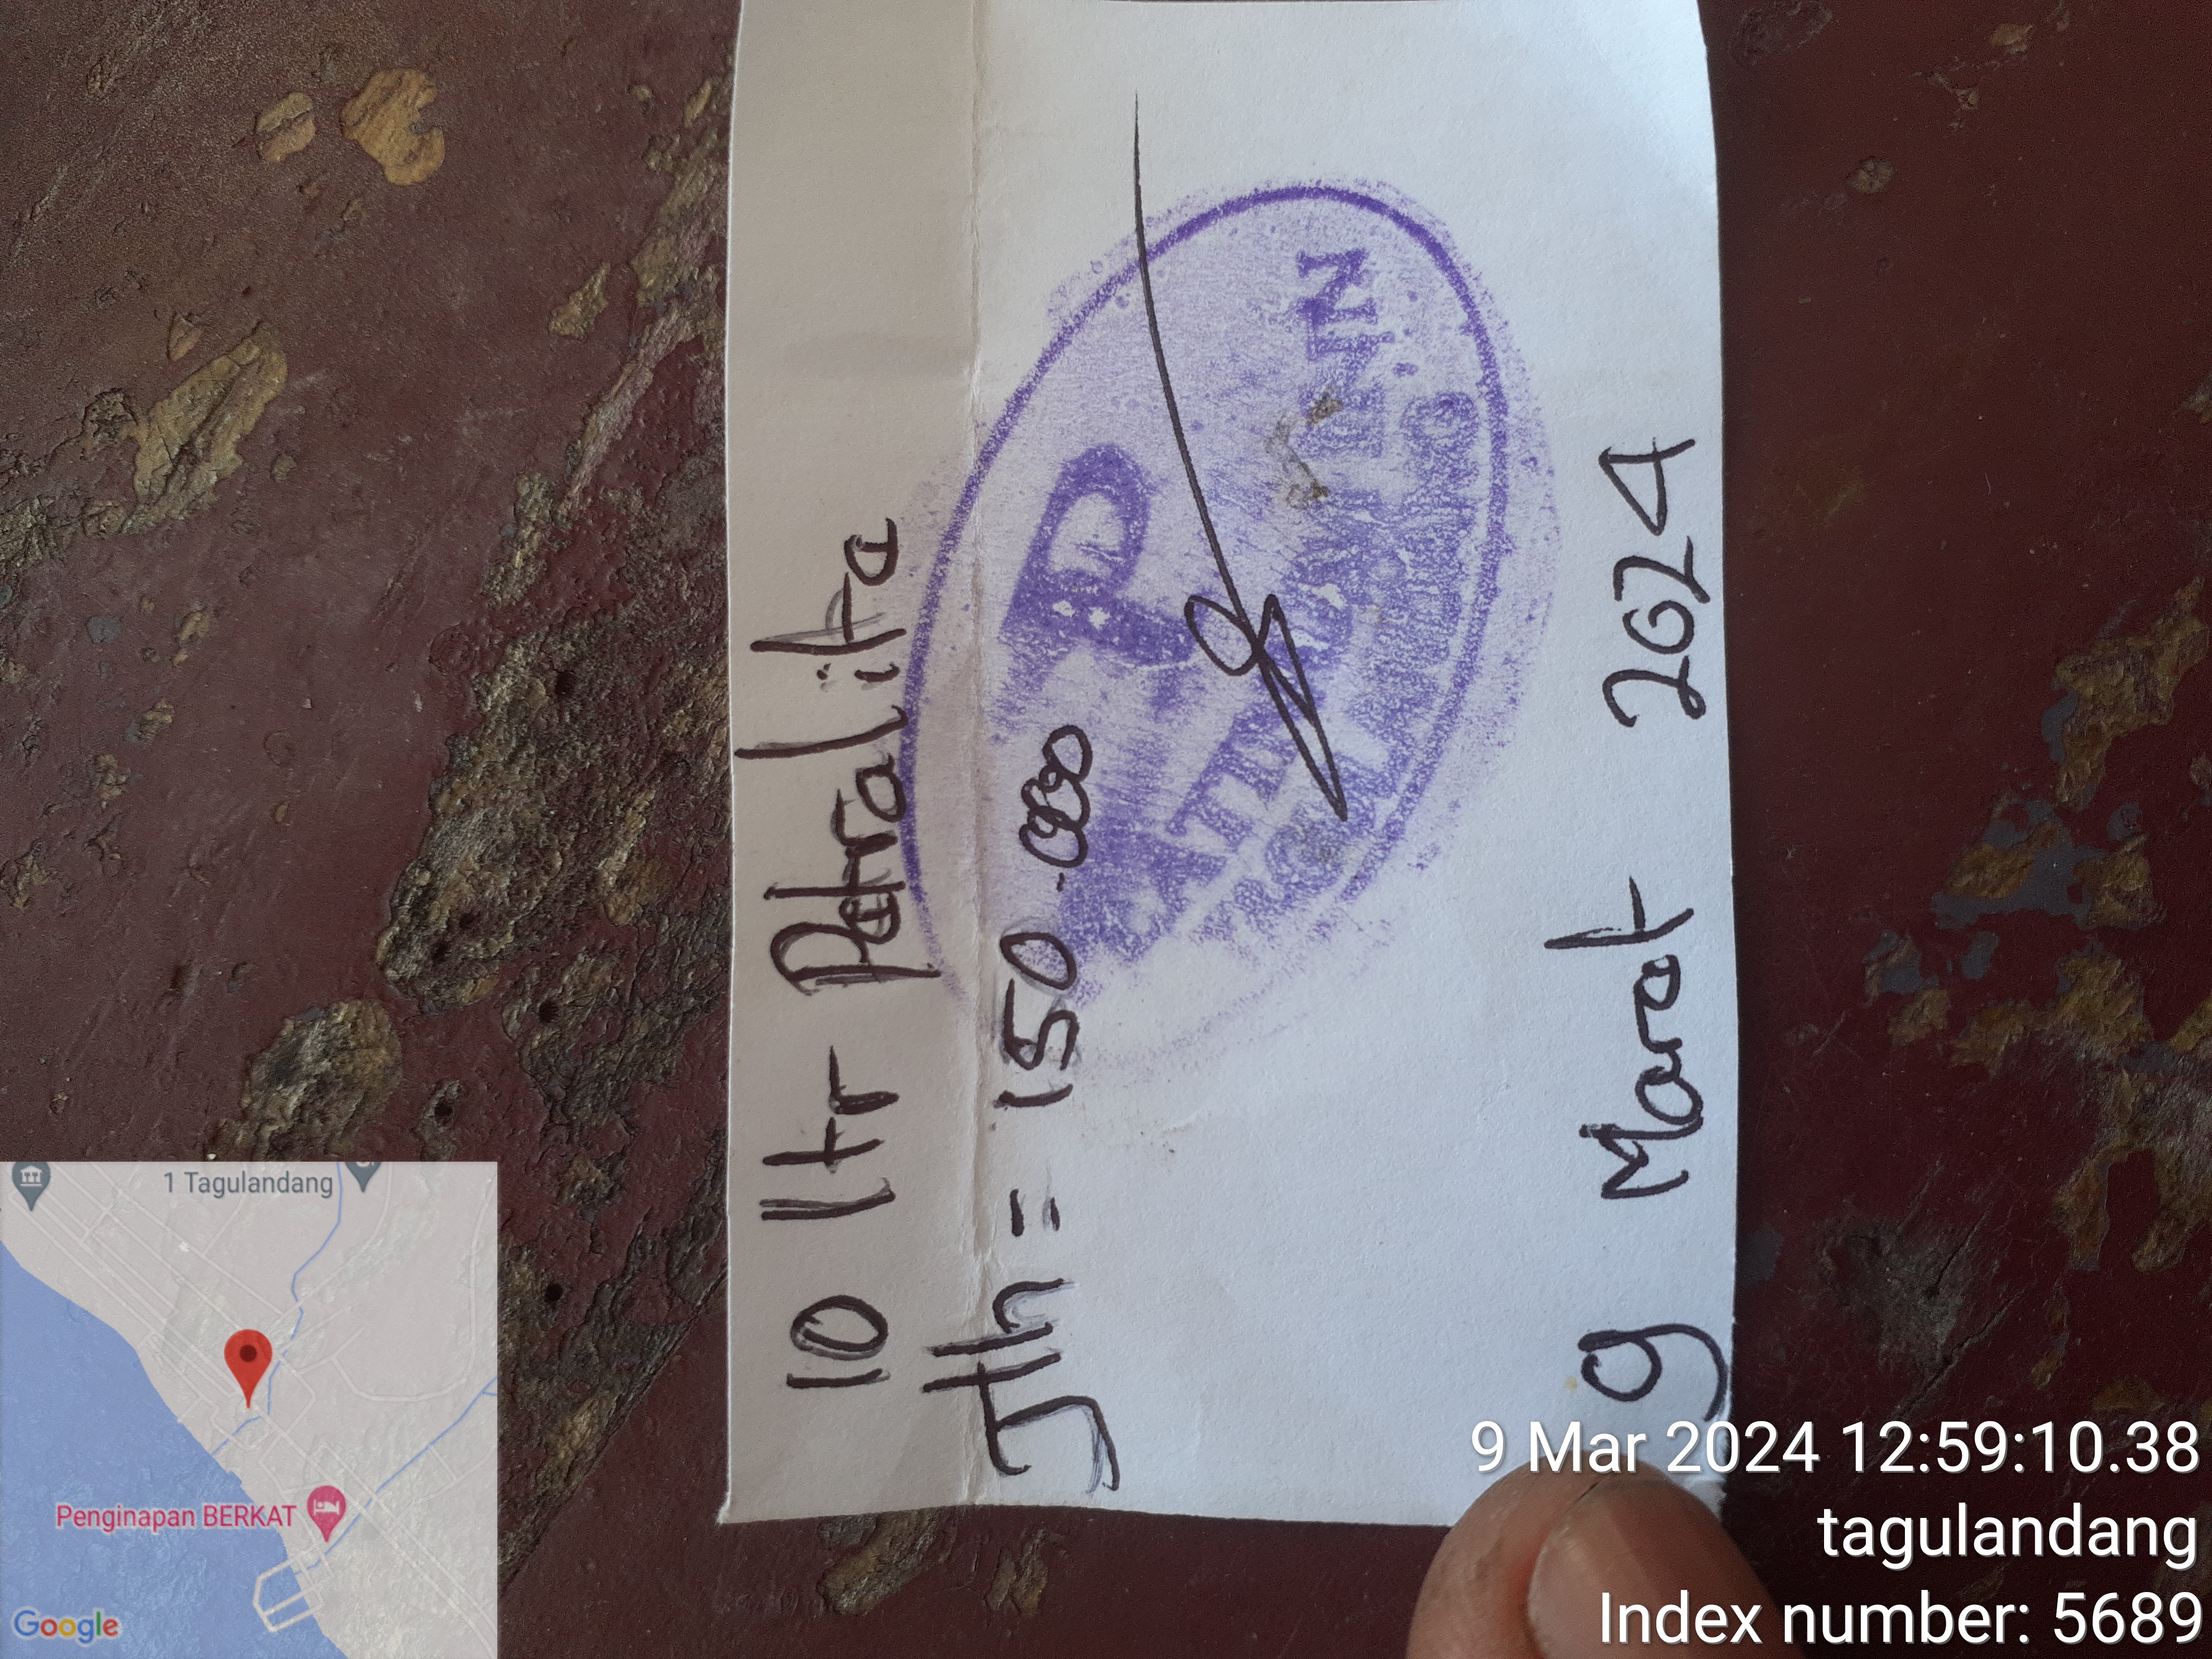 10 ltr Petralite
Jlh = 150.000
P
9 Maret 2024
1 Tagulandang
Penginapan BERKAT
Google
9 Mar 2024 12:59:10.38
tagulandang
Index number: 5689